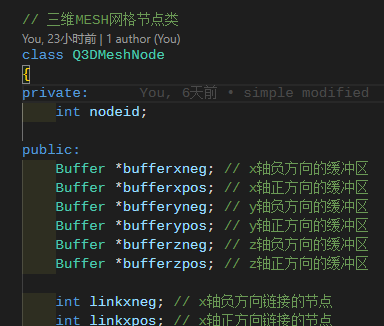 // 三维MESH网格节点类
You, 23小时前 | 1 author (You)
class Q3DMeshNode
{
private:     You, 6天前 • simple modified
    int nodeid;
public:
    Buffer *bufferxneg; // x轴负方向的缓冲区
    Buffer *bufferxpos; // x轴正方向的缓冲区
    Buffer *bufferyneg; // y轴负方向的缓冲区
    Buffer *bufferypos; // y轴正方向的缓冲区
    Buffer *bufferzneg; // z轴负方向的缓冲区
    Buffer *bufferzpos; // z轴正方向的缓冲区
    int linkxneg; // x轴负方向链接的节点
    int linkxpos; // x轴正方向链接的节点